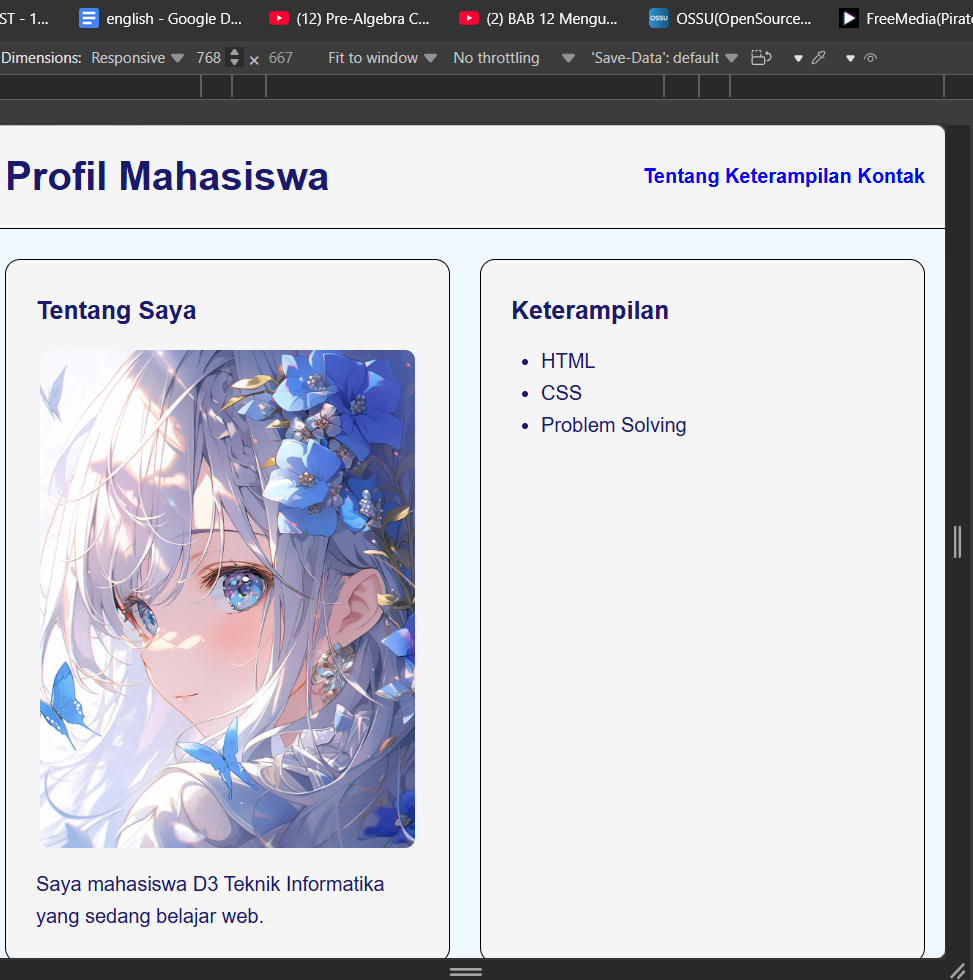 ST - 1... english - Google D... (12) Pre-Algebra C... (2) BAB 12 Mengu... OSSU OSSU(OpenSource... FreeMedia(Pirate
Dimensions: Responsive 768 × 667 Fit to window No throttling 'Save-Data': default
Profil Mahasiswa
Tentang Keterampilan Kontak
Tentang Saya
Saya mahasiswa D3 Teknik Informatika
yang sedang belajar web.
Keterampilan
• HTML
• CSS
• Problem Solving